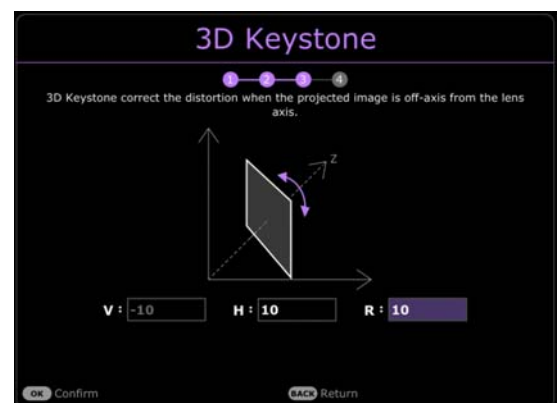 3D Keystone
1 2 3 4
3D Keystone correct the distortion when the projected image is off-axis from the lens
axis.
Z
V : -10 H : 10 R : 10
OK Confirm BACK Return